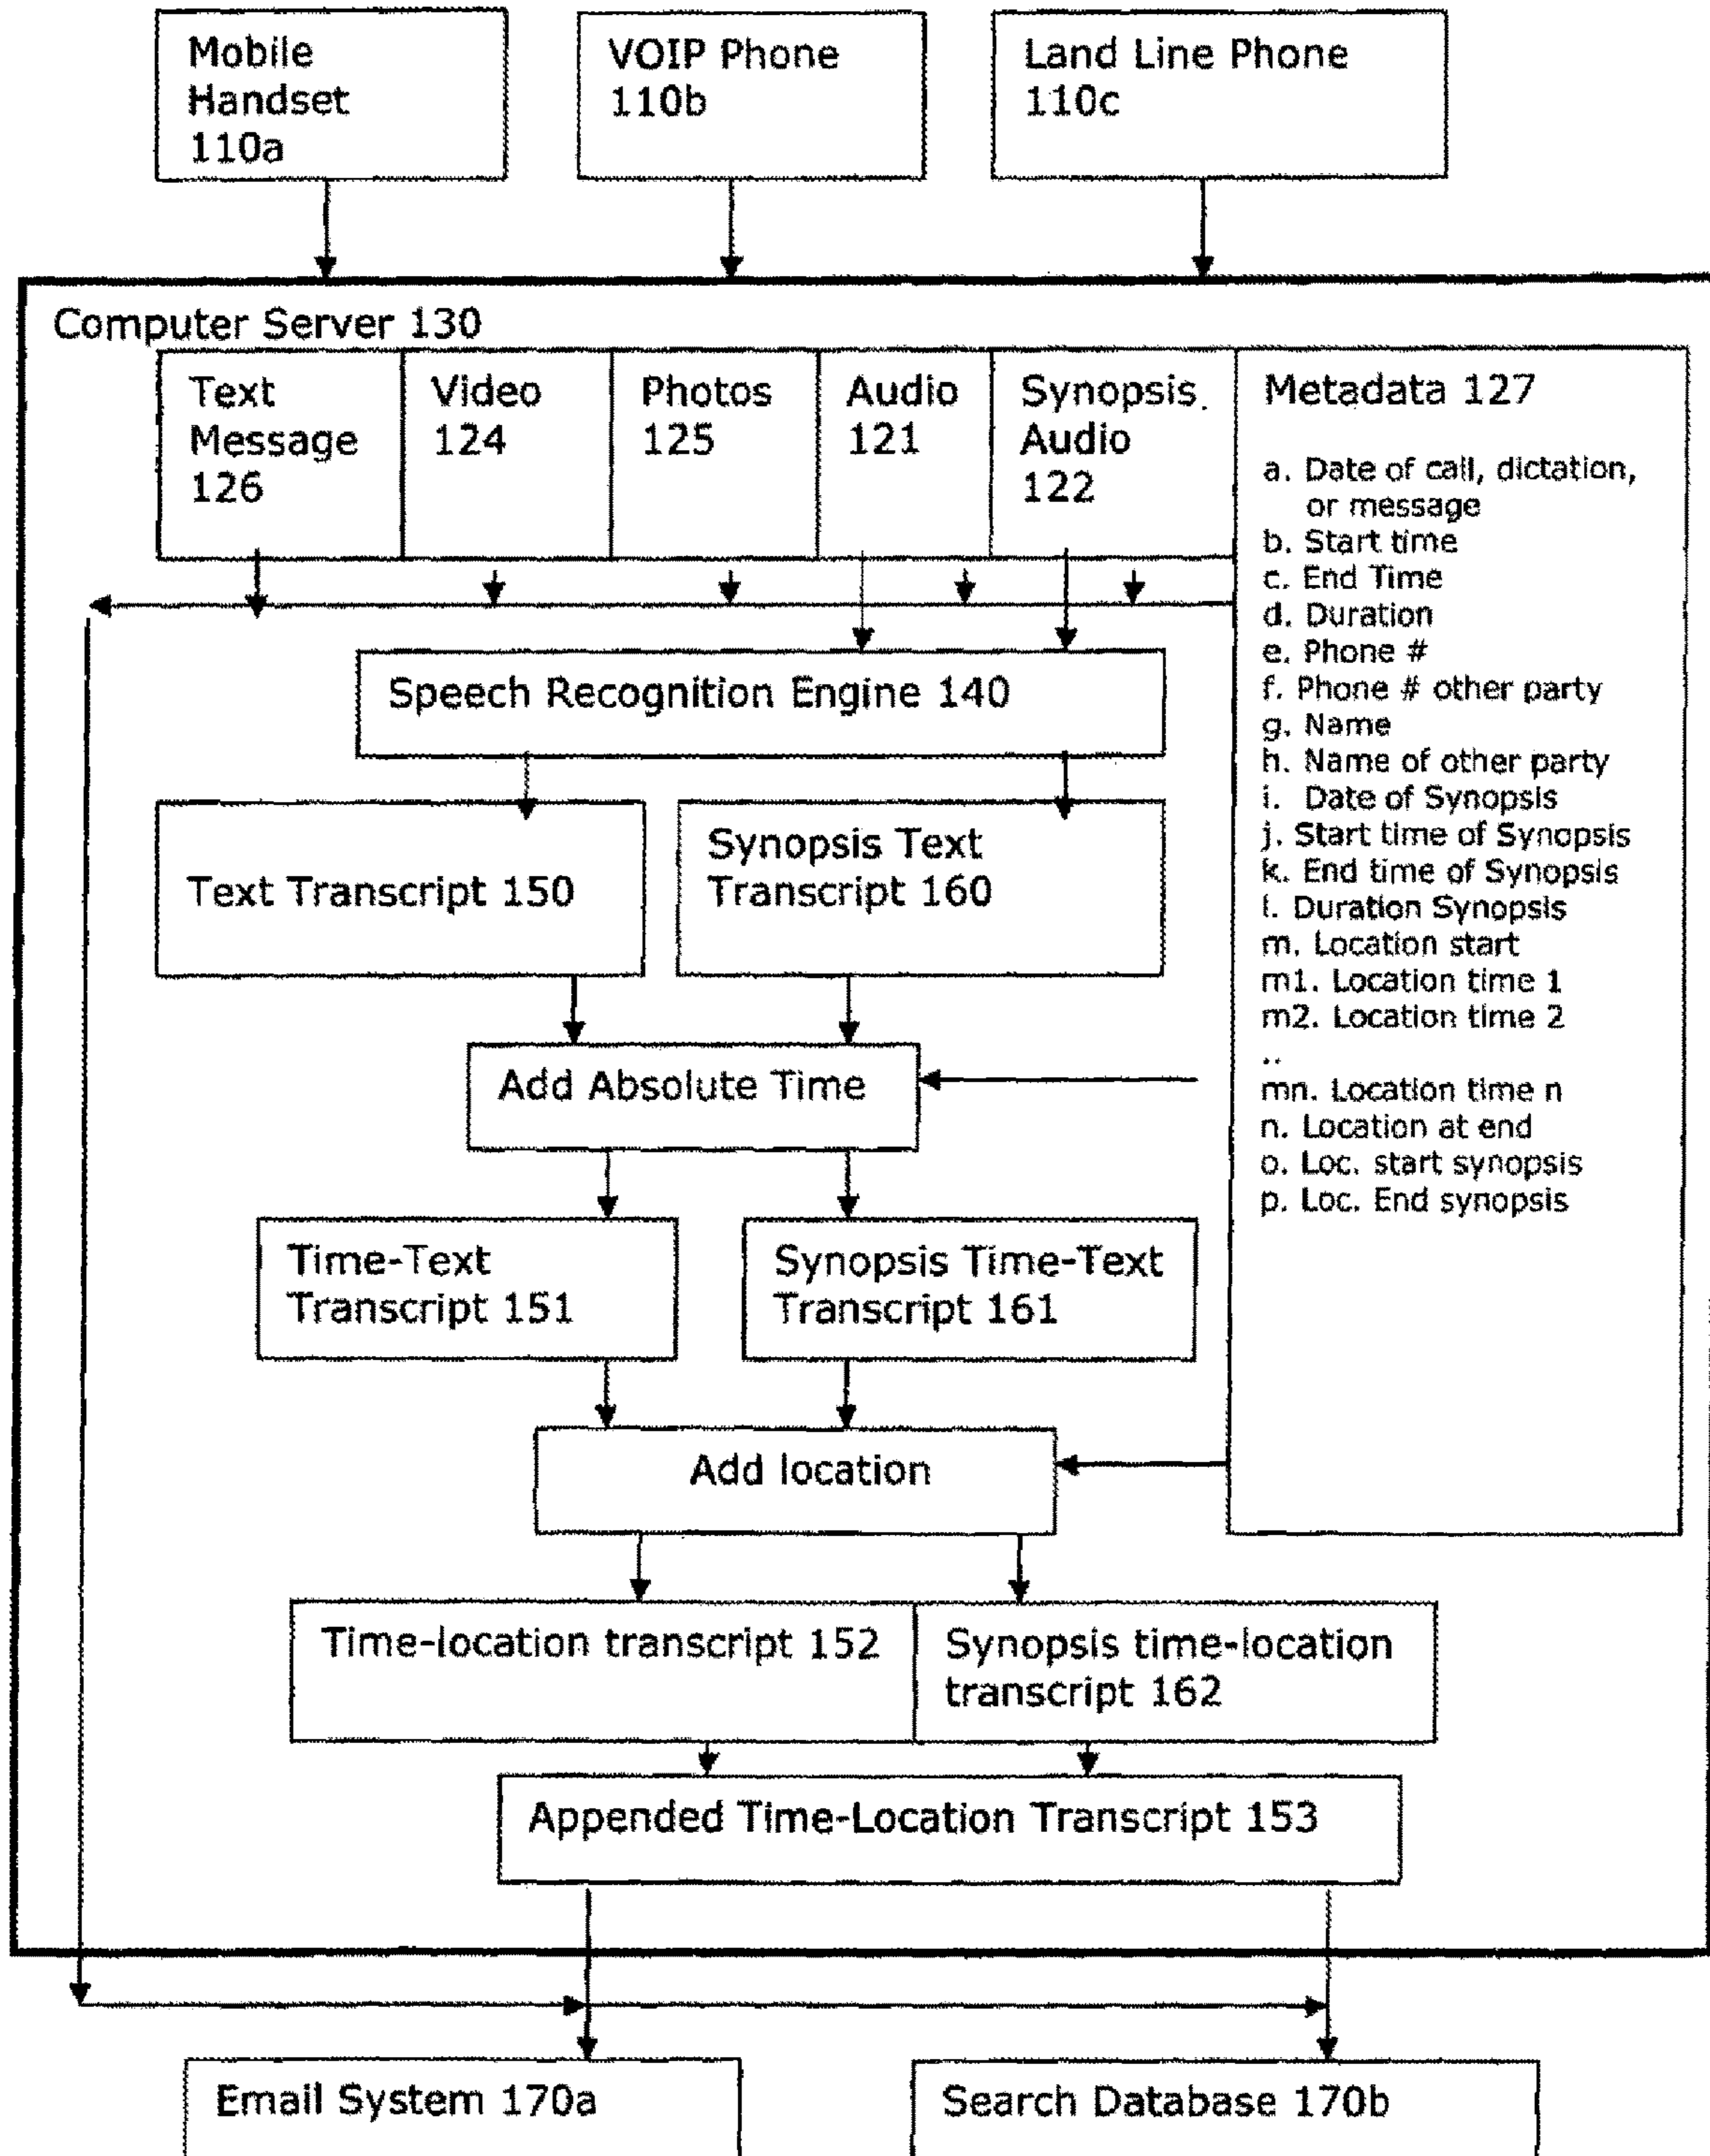 Mobile
Handset
110a
VOIP Phone
110b
Land Line Phone
110c
Computer Server 130
Text
Message
126
Video
124
Photos
125
Audio
121
Synopsis
Audio
122
Metadata 127
a. Date of call, dictation,
or message
b. Start time
c. End Time
d. Duration
e. Phone #
f. Phone # other party
g. Name
h. Name of other party
i. Date of Synopsis
j. Start time of Synopsis
k. End time of Synopsis
l. Duration Synopsis
m. Location start
m1. Location time 1
m2. Location time 2
..
mn. Location time n
n. Location at end
o. Loc. start synopsis
p. Loc. End synopsis
Speech Recognition Engine 140
Text Transcript 150
Synopsis Text
Transcript 160
Add Absolute Time
Time-Text
Transcript 151
Synopsis Time-Text
Transcript 161
Add location
Time-location transcript 152
Synopsis time-location
transcript 162
Appended Time-Location Transcript 153
Email System 170a
Search Database 170b